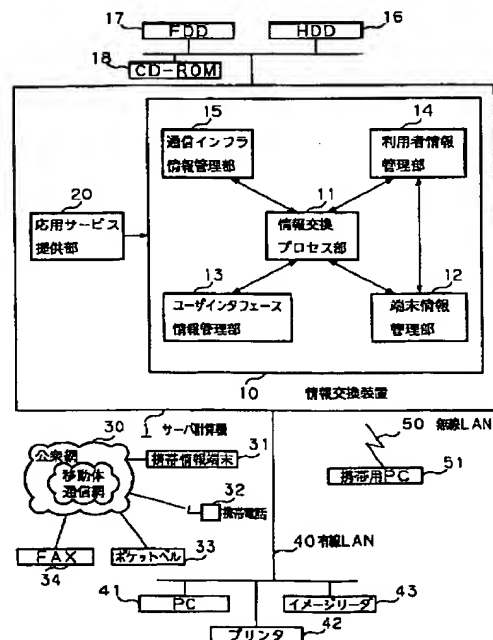 17
FDD
HDD
16
18
CD-ROM
15
通信インフラ
情報管理部
14
利用者情報
管理部
20
応用サービス
提供部
11
情報交換
プロセス部
13
ユーザインタフェース
情報管理部
12
端末情報
管理部
10
情報交換装置
1
サーバ計算機
30
公衆網
移動体
通信網
31
携帯情報端末
32
携帯電話
50
無線LAN
携帯用PC
51
FAX
34
ポケットベル
33
40有線LAN
41
PC
イメージリーダ
43
プリンタ
42